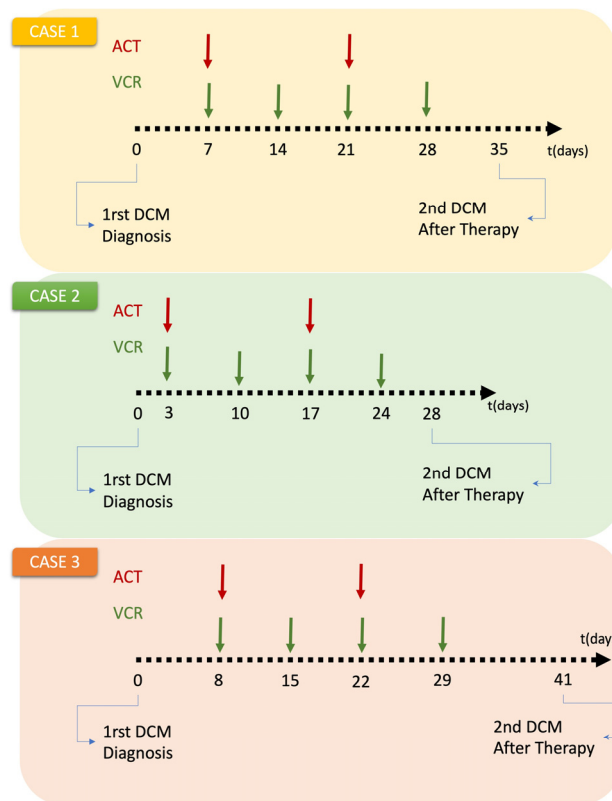 CASE 1
ACT
VCR
0 7 14 21 28 35 t(days)
1rst DCM
Diagnosis
2nd DCM
After Therapy
CASE 2
ACT
VCR
0 3 10 17 24 28 t(days)
1rst DCM
Diagnosis
2nd DCM
After Therapy
CASE 3
ACT
VCR
t(day
0 8 15 22 29 41
1rst DCM
Diagnosis
2nd DCM
After Therapy